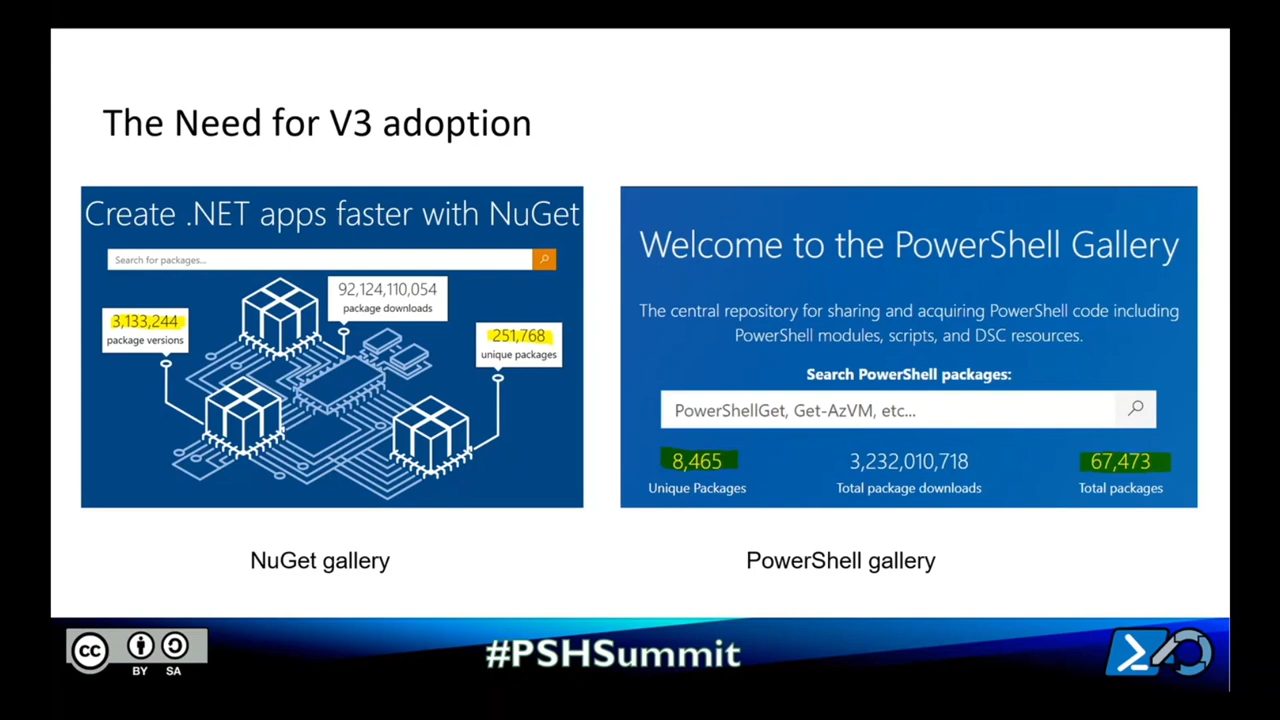 The Need for V3 adoption
Create .NET apps faster with NuGet
Search for packages...
92,124,110,054
package downloads
3,133,244
package versions
251,768
unique packages
NuGet gallery
Welcome to the PowerShell Gallery
The central repository for sharing and acquiring PowerShell code including
PowerShell modules, scripts, and DSC resources.
Search PowerShell packages:
PowerShellGet, Get-AzVM, etc...
8,465
Unique Packages
3,232,010,718
Total package downloads
67,473
Total packages
PowerShell gallery
cc
BY
SA
#PSHSummit